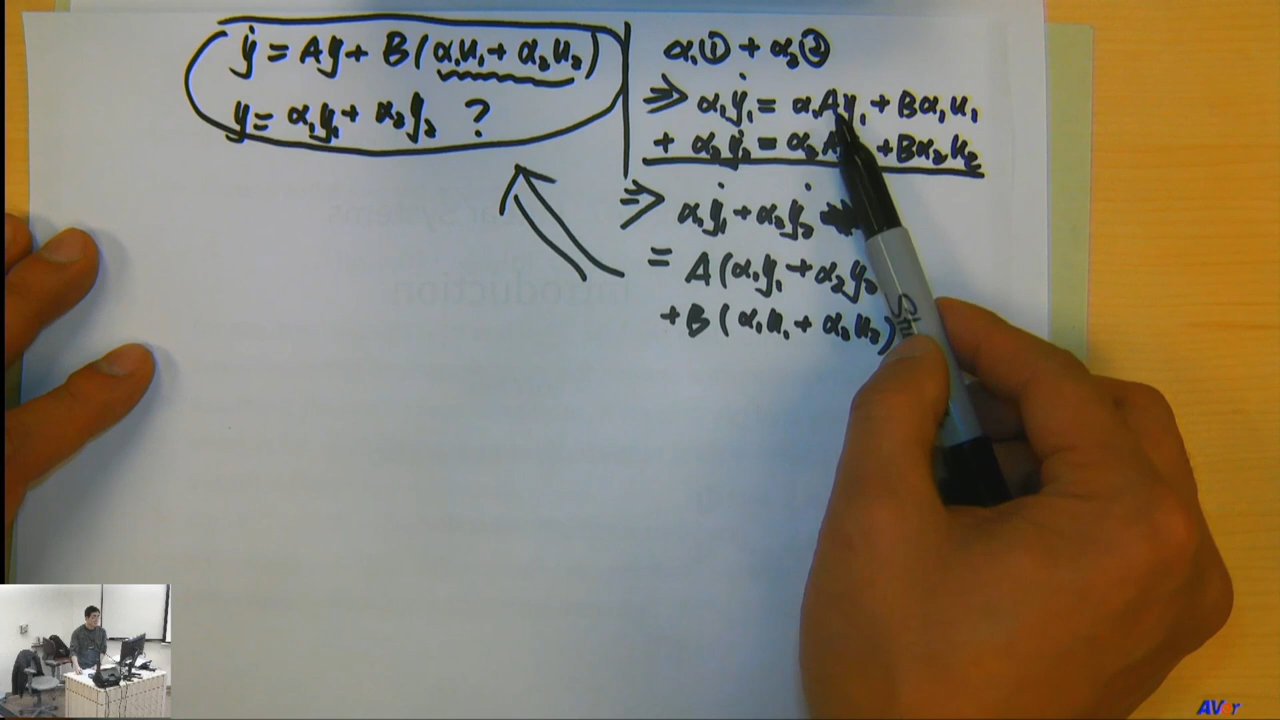 ẏ = Ay + B(α₁u₁ + α₂u₂)
y = α₁y₁ + α₂y₂ ?
α₁① + α₂②
⇒ α₁ẏ₁ = α₁Ay₁ + Bα₁u₁
+ α₂ẏ₂ = α₂A + Bα₂u₂
⇒ α₁ẏ₁ + α₂ẏ₂
= A(α₁y₁ + α₂y₂
+ B(α₁u₁ + α₂u₂)
Introduction
AVer